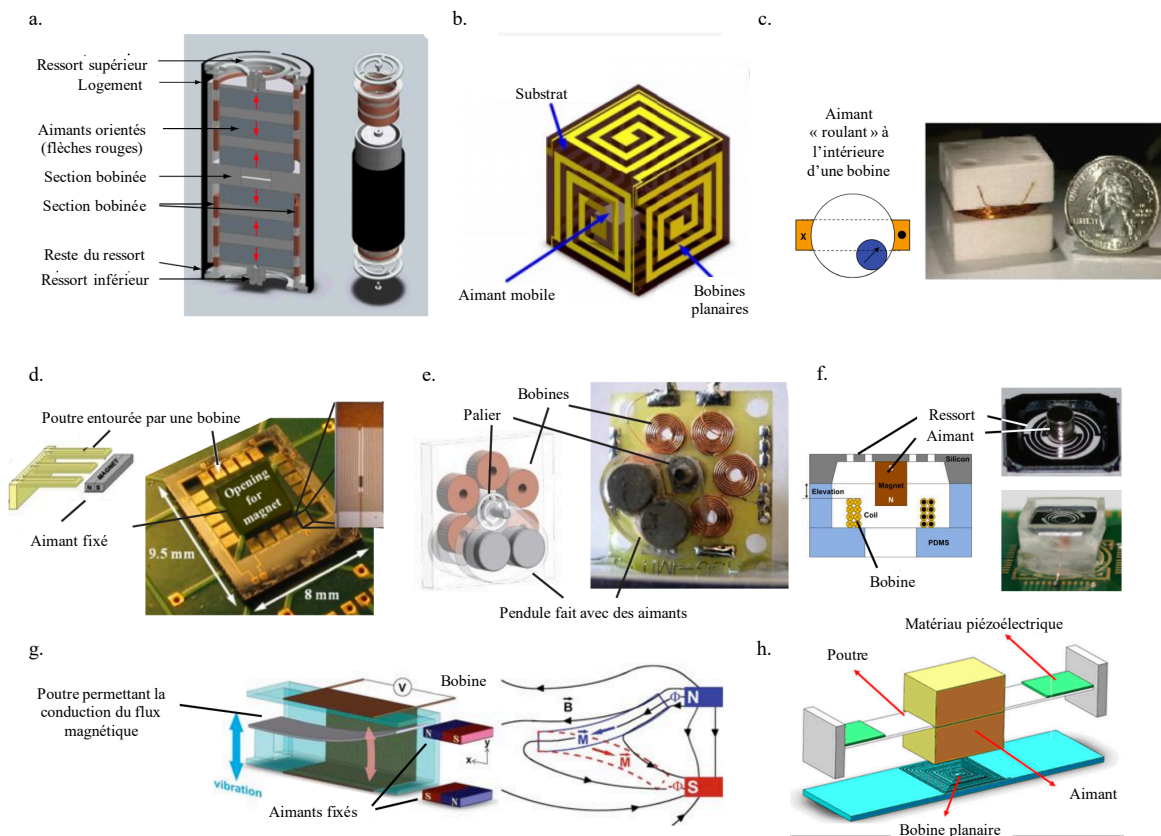 a.
Ressort supérieur
Logement
Aimants orientés
(flèches rouges)
Section bobinée
Section bobinée
Reste du ressort
Ressort inférieur
b.
Substrat
Aimant mobile
Bobines
planaires
c.
Aimant
« roulant » à
l'intérieure
d'une bobine
X
d.
Poutre entourée par une bobine
MAGNET
N S
Opening
for
magnet
Aimant fixé
9.5 mm
8 mm
e.
Bobines
Palier
Pendule fait avec des aimants
f.
Ressort
Aimant
Silicon
Magnet
N
Elevation
Coil
PDMS
Bobine
g.
Poutre permettant la
conduction du flux
magnétique
V
Bobine
vibration
N S
S N
y
x
Aimants fixés
B
Φ
N
M
M
Φ
S
h.
Matériau piézoélectrique
Poutre
Aimant
Bobine planaire